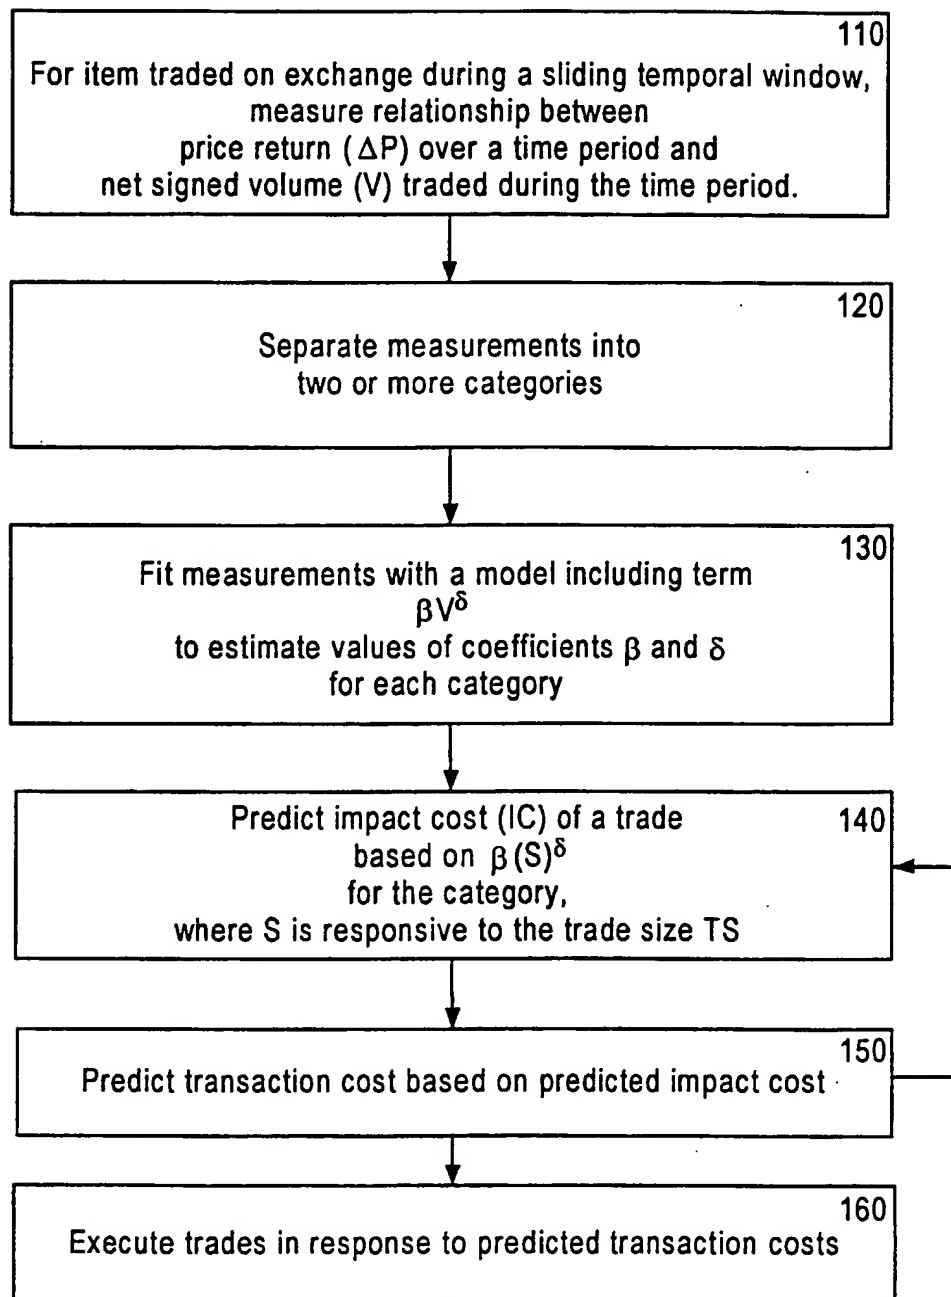 110
For item traded on exchange during a sliding temporal window,
measure relationship between
price return (ΔP) over a time period and
net signed volume (V) traded during the time period.
120
Separate measurements into
two or more categories
130
Fit measurements with a model including term
βV^δ
to estimate values of coefficients β and δ
for each category
140
Predict impact cost (IC) of a trade
based on β(S)^δ
for the category,
where S is responsive to the trade size TS
150
Predict transaction cost based on predicted impact cost
160
Execute trades in response to predicted transaction costs